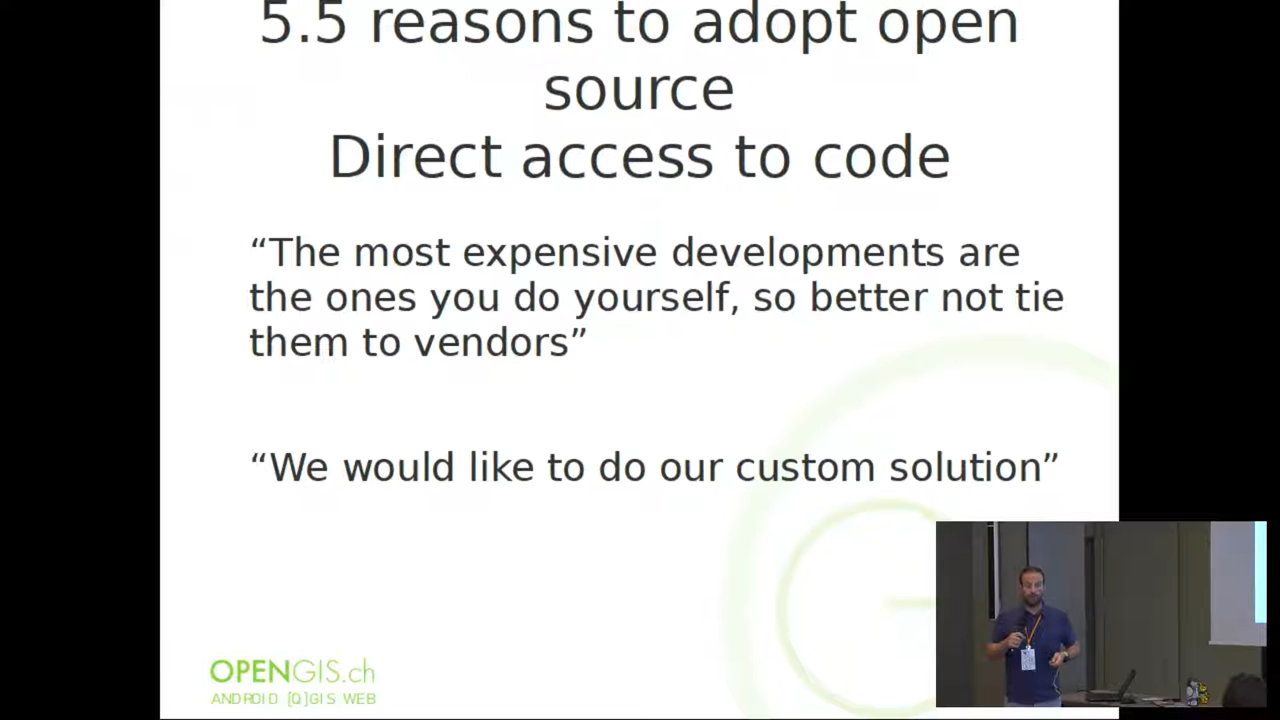 5.5 reasons to adopt open
source
Direct access to code
“The most expensive developments are
the ones you do yourself, so better not tie
them to vendors”
“We would like to do our custom solution”
OPENGIS.ch
ANDROID [Q]GIS WEB